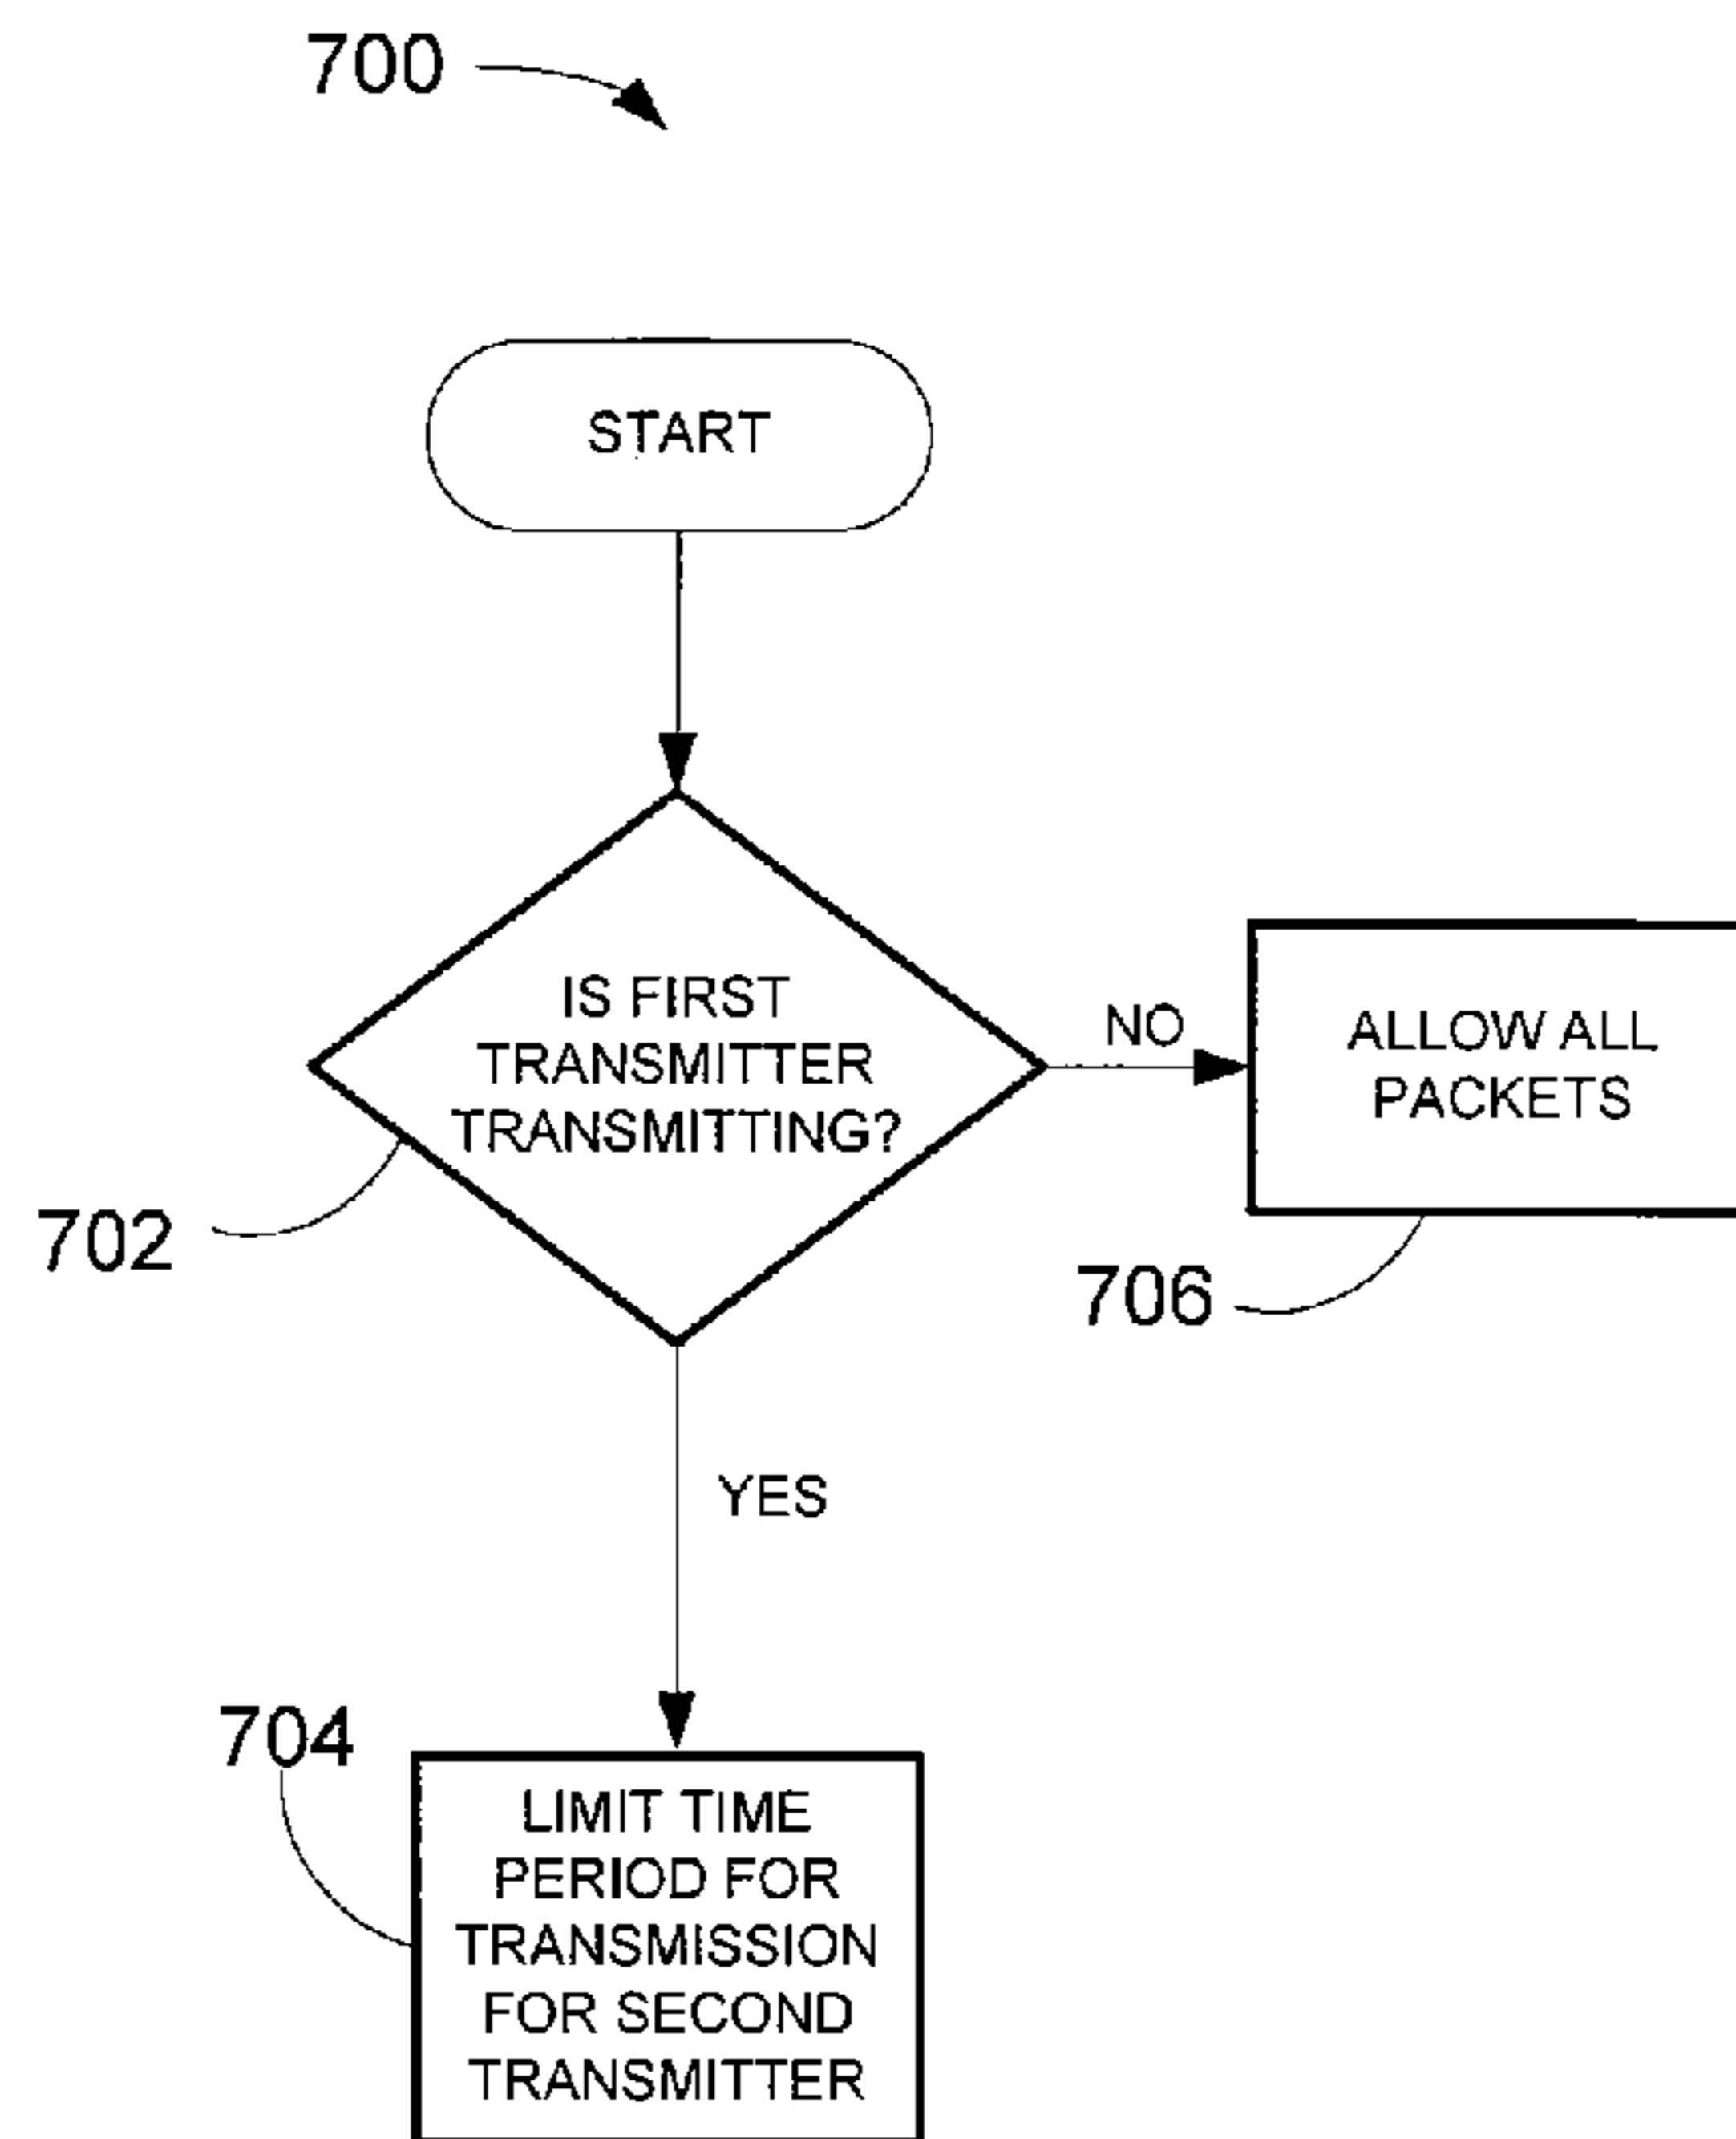 700
START
IS FIRST
TRANSMITTER
TRANSMITTING?
NO
ALLOW ALL
PACKETS
702
706
YES
704
LIMIT TIME
PERIOD FOR
TRANSMISSION
FOR SECOND
TRANSMITTER